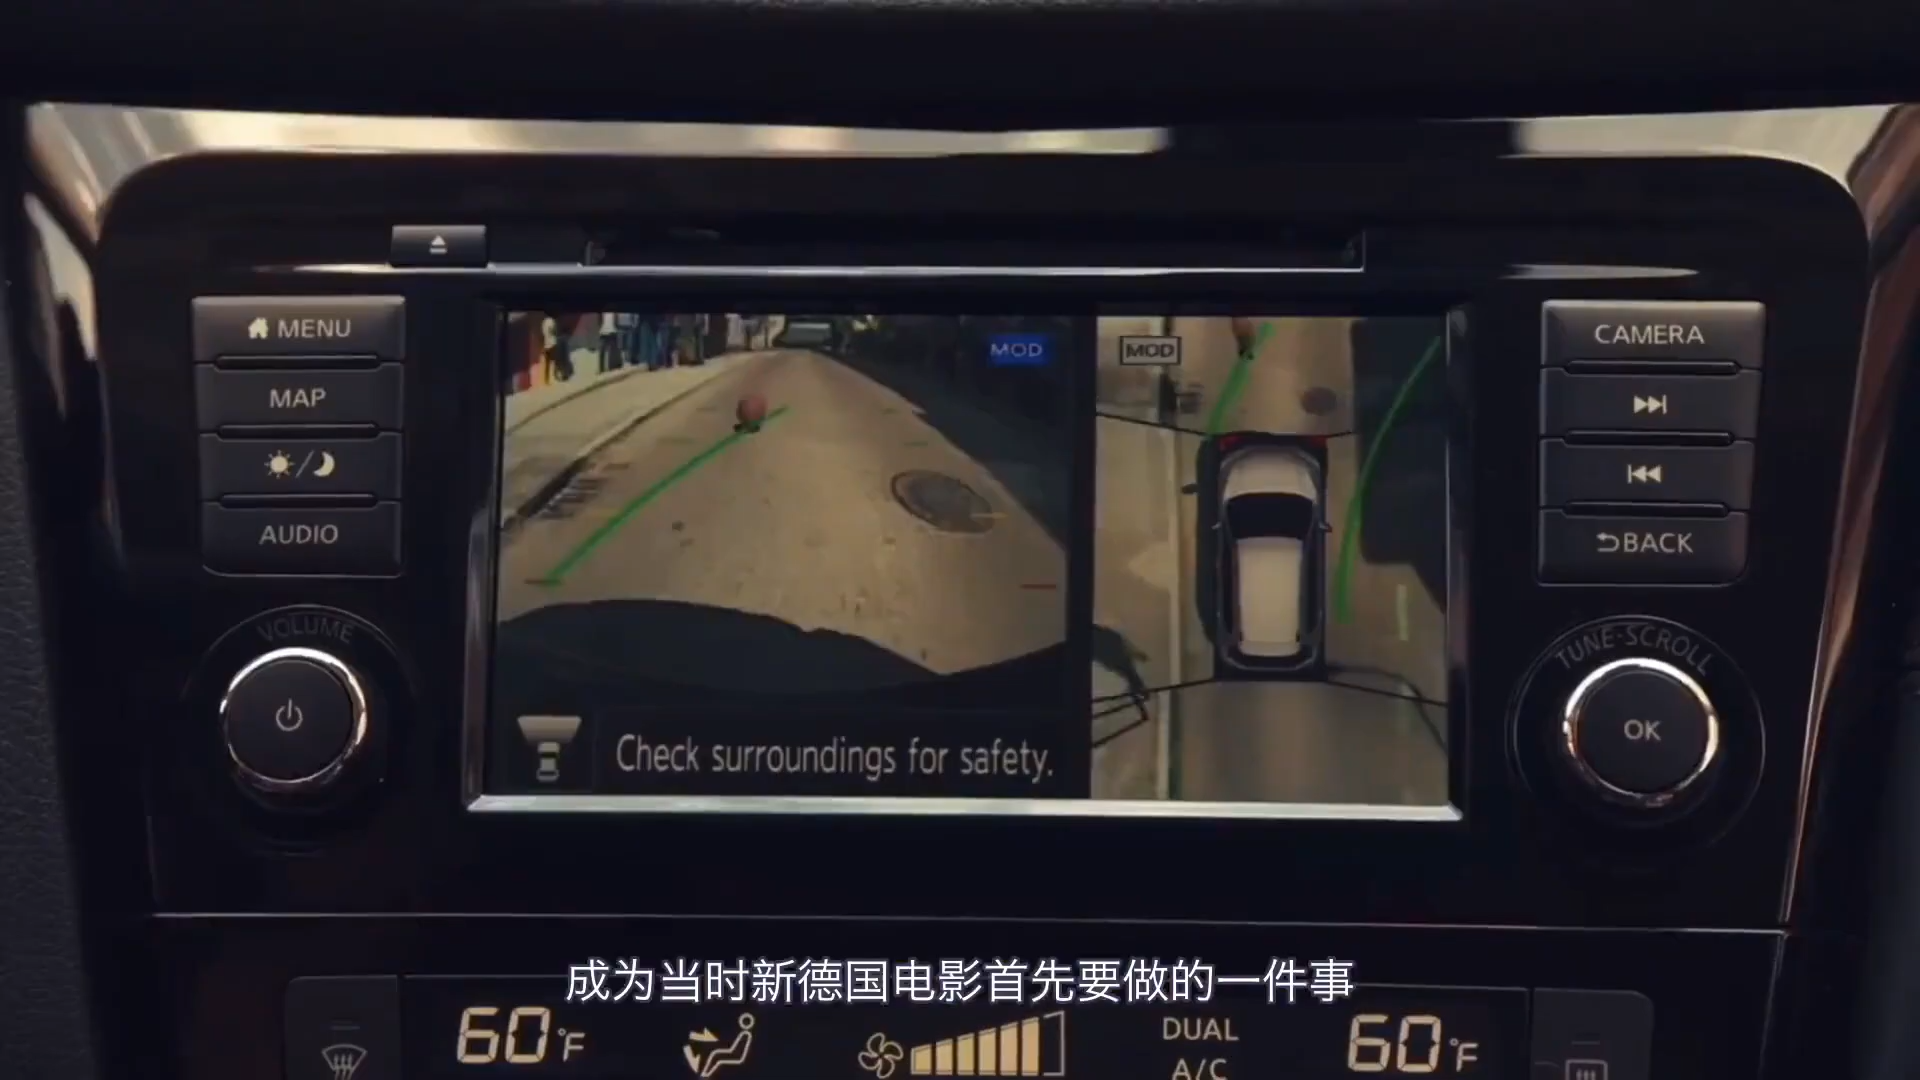 MENU
MAP
AUDIO
VOLUME
MOD
MOD
Check surroundings for safety.
CAMERA
BACK
TUNE·SCROLL
OK
成为当时新德国电影首先要做的一件事
60°F
DUAL
A/C
60°F